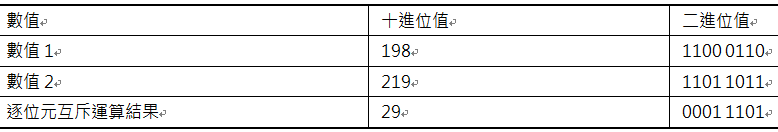 數值 十進位值 二進位值
數值 1 198 1100 0110
數值 2 219 1101 1011
逐位元互斥運算結果 29 0001 1101